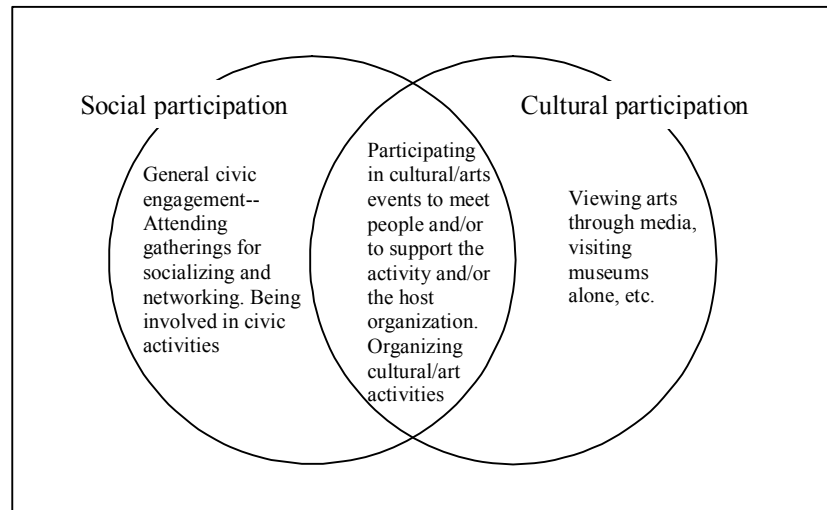 Social participation
Cultural participation
General civic
engagement--
Attending
gatherings for
socializing and
networking. Being
involved in civic
activities
Participating
in cultural/arts
events to meet
people and/or
to support the
activity and/or
the host
organization.
Organizing
cultural/art
activities
Viewing arts
through media,
visiting
museums
alone, etc.